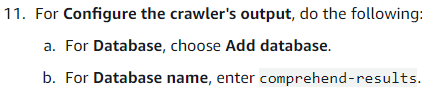 11. For Configure the crawler's output, do the following:
a. For Database, choose Add database.
b. For Database name, enter comprehend-results.